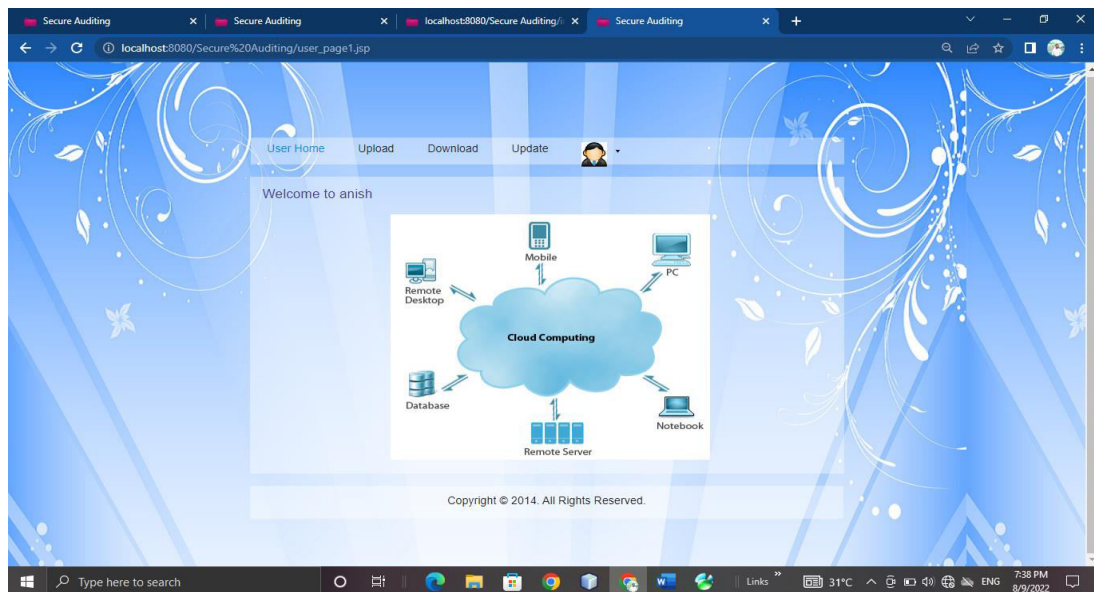 Secure Auditing
Secure Auditing
localhost:8080/Secure Auditing/
Secure Auditing
localhost:8080/Secure%20Auditing/user_page1.jsp
User Home Upload Download Update
Welcome to anish
Mobile
PC
Remote
Desktop
Cloud Computing
Database
Notebook
Remote Server
Copyright © 2014. All Rights Reserved.
Type here to search
Links
31°C
ENG
7:38 PM
8/9/2022